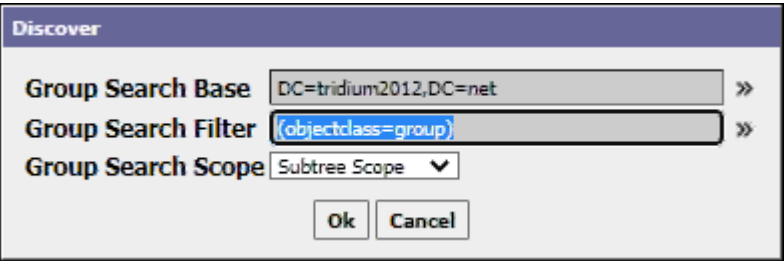 Discover
Group Search Base DC=tridium2012,DC=net »
Group Search Filter (objectclass=group) »
Group Search Scope Subtree Scope
Ok Cancel